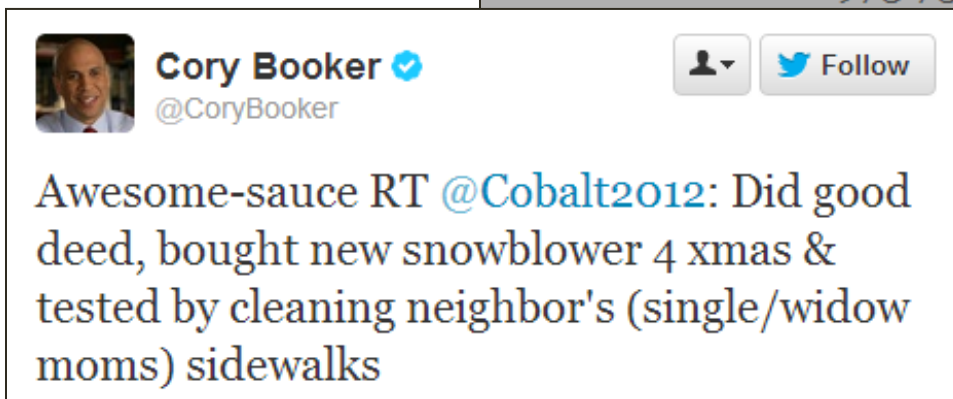 Cory Booker
@CoryBooker
Follow
Awesome-sauce RT @Cobalt2012: Did good
deed, bought new snowblower 4 xmas &
tested by cleaning neighbor's (single/widow
moms) sidewalks